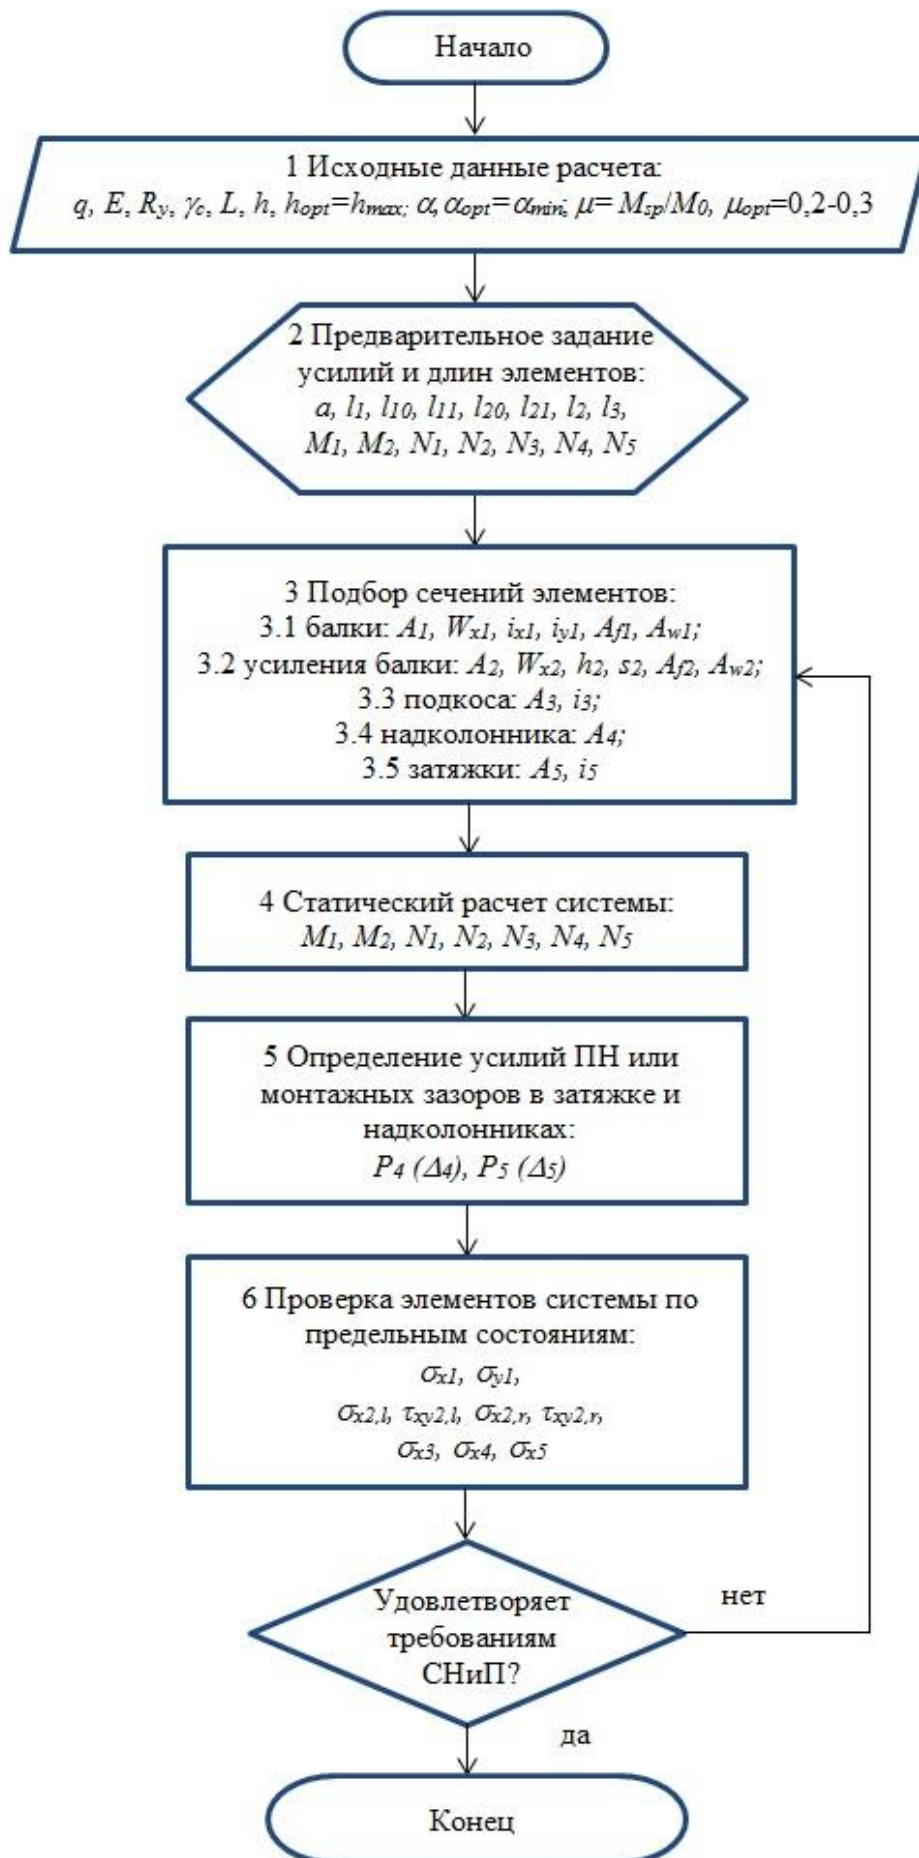 Начало
1 Исходные данные расчета:
q, E, Ry, γc, L, h, hopt=hmax; α, αopt=αmin; μ= Msp/M0, μopt=0,2-0,3
2 Предварительное задание
усилий и длин элементов:
a, l1, l10, l11, l20, l21, l2, l3,
M1, M2, N1, N2, N3, N4, N5
3 Подбор сечений элементов:
3.1 балки: A1, Wx1, ix1, iy1, Af1, Aw1;
3.2 усиления балки: A2, Wx2, h2, s2, Af2, Aw2;
3.3 подкоса: A3, i3;
3.4 надколонника: A4;
3.5 затяжки: A5, i5
4 Статический расчет системы:
M1, M2, N1, N2, N3, N4, N5
5 Определение усилий ПН или
монтажных зазоров в затяжке и
надколонниках:
P4 (Δ4), P5 (Δ5)
6 Проверка элементов системы по
предельным состояниям:
σx1, σy1,
σx2,l, τxy2,l, σx2,r, τxy2,r,
σx3, σx4, σx5
Удовлетворяет
требованиям
СНиП?
нет
да
Конец